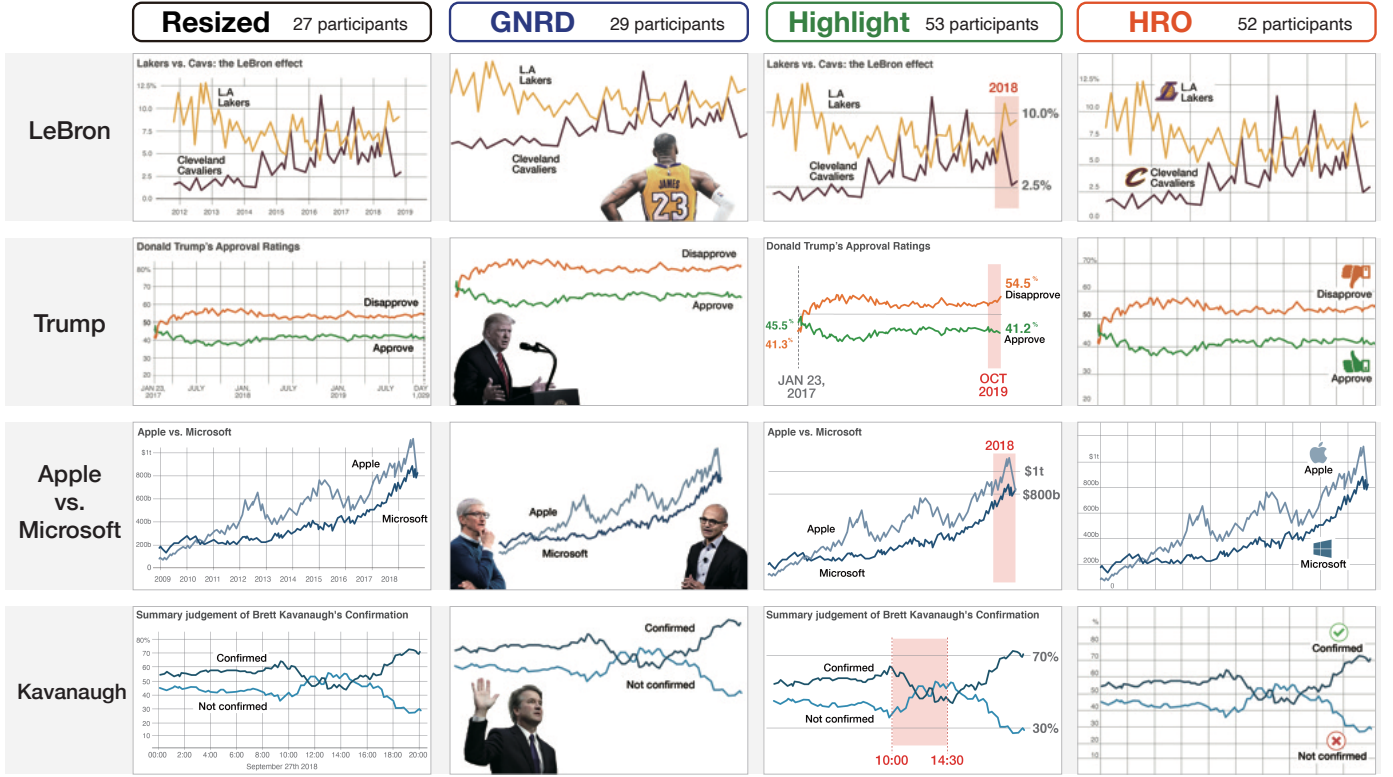 Resized 27 participants
GNRD 29 participants
Highlight 53 participants
HRO 52 participants
LeBron
Lakers vs. Cavs: the LeBron effect
12.5%
10.0
7.5
5.0
2.5
0.0
L.A
Lakers
Cleveland
Cavaliers
2012 2013 2014 2015 2016 2017 2018 2019
L.A
Lakers
Cleveland
Cavaliers
JAMES
23
Lakers vs. Cavs: the LeBron effect
2018
L.A
Lakers
10.0%
Cleveland
Cavaliers
2.5%
12.5%
10.0
7.5
5.0
2.5
0.0
L.A
Lakers
Cleveland
Cavaliers
Trump
Donald Trump's Approval Ratings
80%
70
60
50
40
20
Disapprove
Approve
JAN 23, JULY JAN, JULY JAN, JULY DAY
2017 2018 2019 1,029
Disapprove
Approve
Donald Trump's Approval Ratings
54.5%
Disapprove
45.5%
41.3%
41.2%
Approve
JAN 23,
2017
OCT
2019
70%
60
50
40
30
20
Disapprove
Approve
Apple
vs.
Microsoft
Apple vs. Microsoft
$1t
800b
600b
400b
200b
0
Apple
Microsoft
2009 2010 2011 2012 2013 2014 2015 2016 2017 2018
Apple
Microsoft
Apple vs. Microsoft
2018
$1t
$800b
Apple
Microsoft
$1t
800b
600b
400b
200b
0
Apple
Microsoft
Kavanaugh
Summary judgement of Brett Kavanaugh's Confirmation
80%
70
60
50
40
30
20
10
Confirmed
Not confirmed
00:00 2:00 4:00 6:00 8:00 10:00 12:00 14:00 16:00 18:00 20:00
September 27th 2018
Confirmed
Not confirmed
Summary judgement of Brett Kavanaugh's Confirmation
Confirmed
70%
Not confirmed
30%
10:00 14:30
%
80
70
60
50
40
30
20
10
Confirmed
Not confirmed